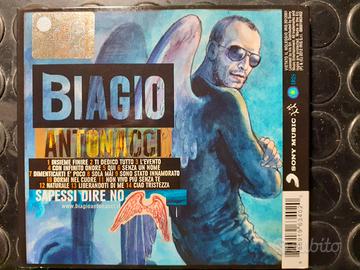 BIAGIO
ANTONACCI
1 INSIEME FINIRE 2 TI DEDICO TUTTO 3 L'EVENTO
4 CON INFINITO ONORE 5 QUI 6 SENZA UN NOME
7 DIMENTICARTI E' POCO 8 SOLA MAI 9 SONO STATO INNAMORATO
10 DORMI NEL CUORE 11 NON VIVO PIÙ SENZA TE
12 NATURALE 13 LIBERANDOTI DI ME 14 CIAO TRISTEZZA
SAPESSI DIRE NO
www.biagioantonacci.it
IRIS
SONY MUSIC
subito